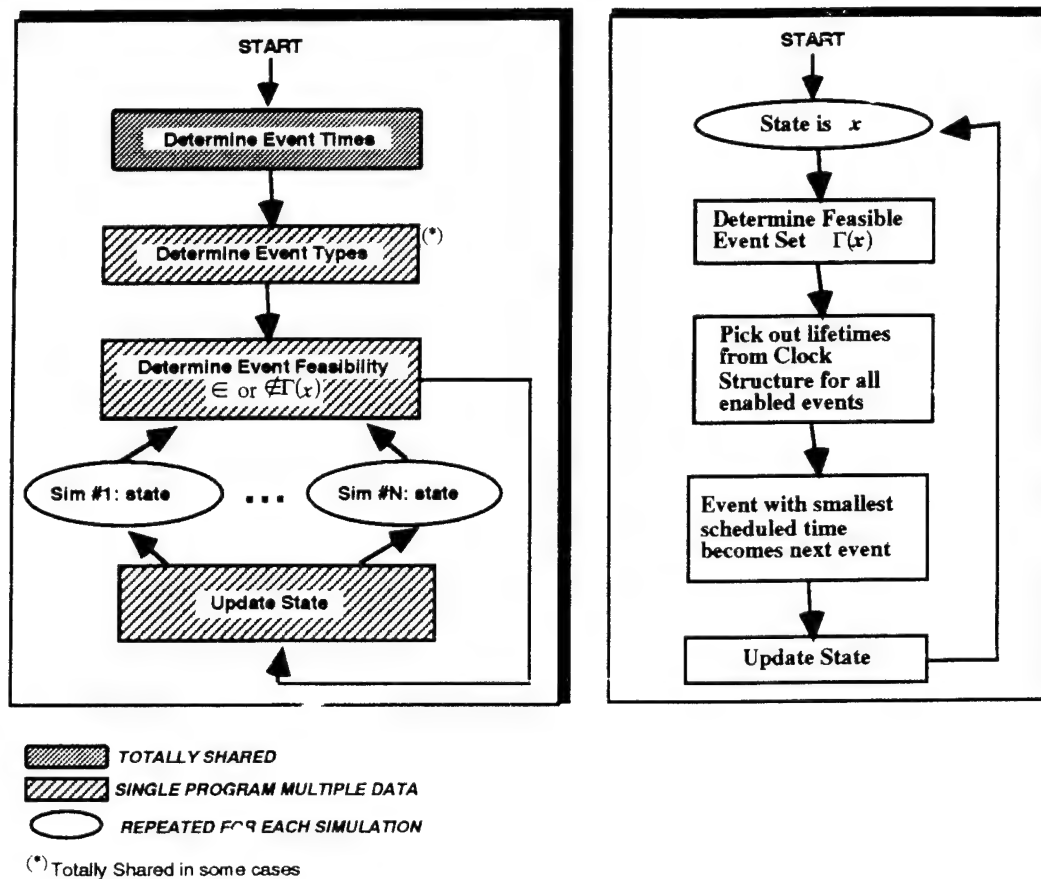 START
Determine Event Times
Determine Event Types
(*)
Determine Event Feasibility
∈ or ∉Γ(x)
Sim #1: state
...
Sim #N: state
Update State
START
State is x
Determine Feasible
Event Set Γ(x)
Pick out lifetimes
from Clock
Structure for all
enabled events
Event with smallest
scheduled time
becomes next event
Update State
TOTALLY SHARED
SINGLE PROGRAM MULTIPLE DATA
REPEATED FOR EACH SIMULATION
(*) Totally Shared in some cases